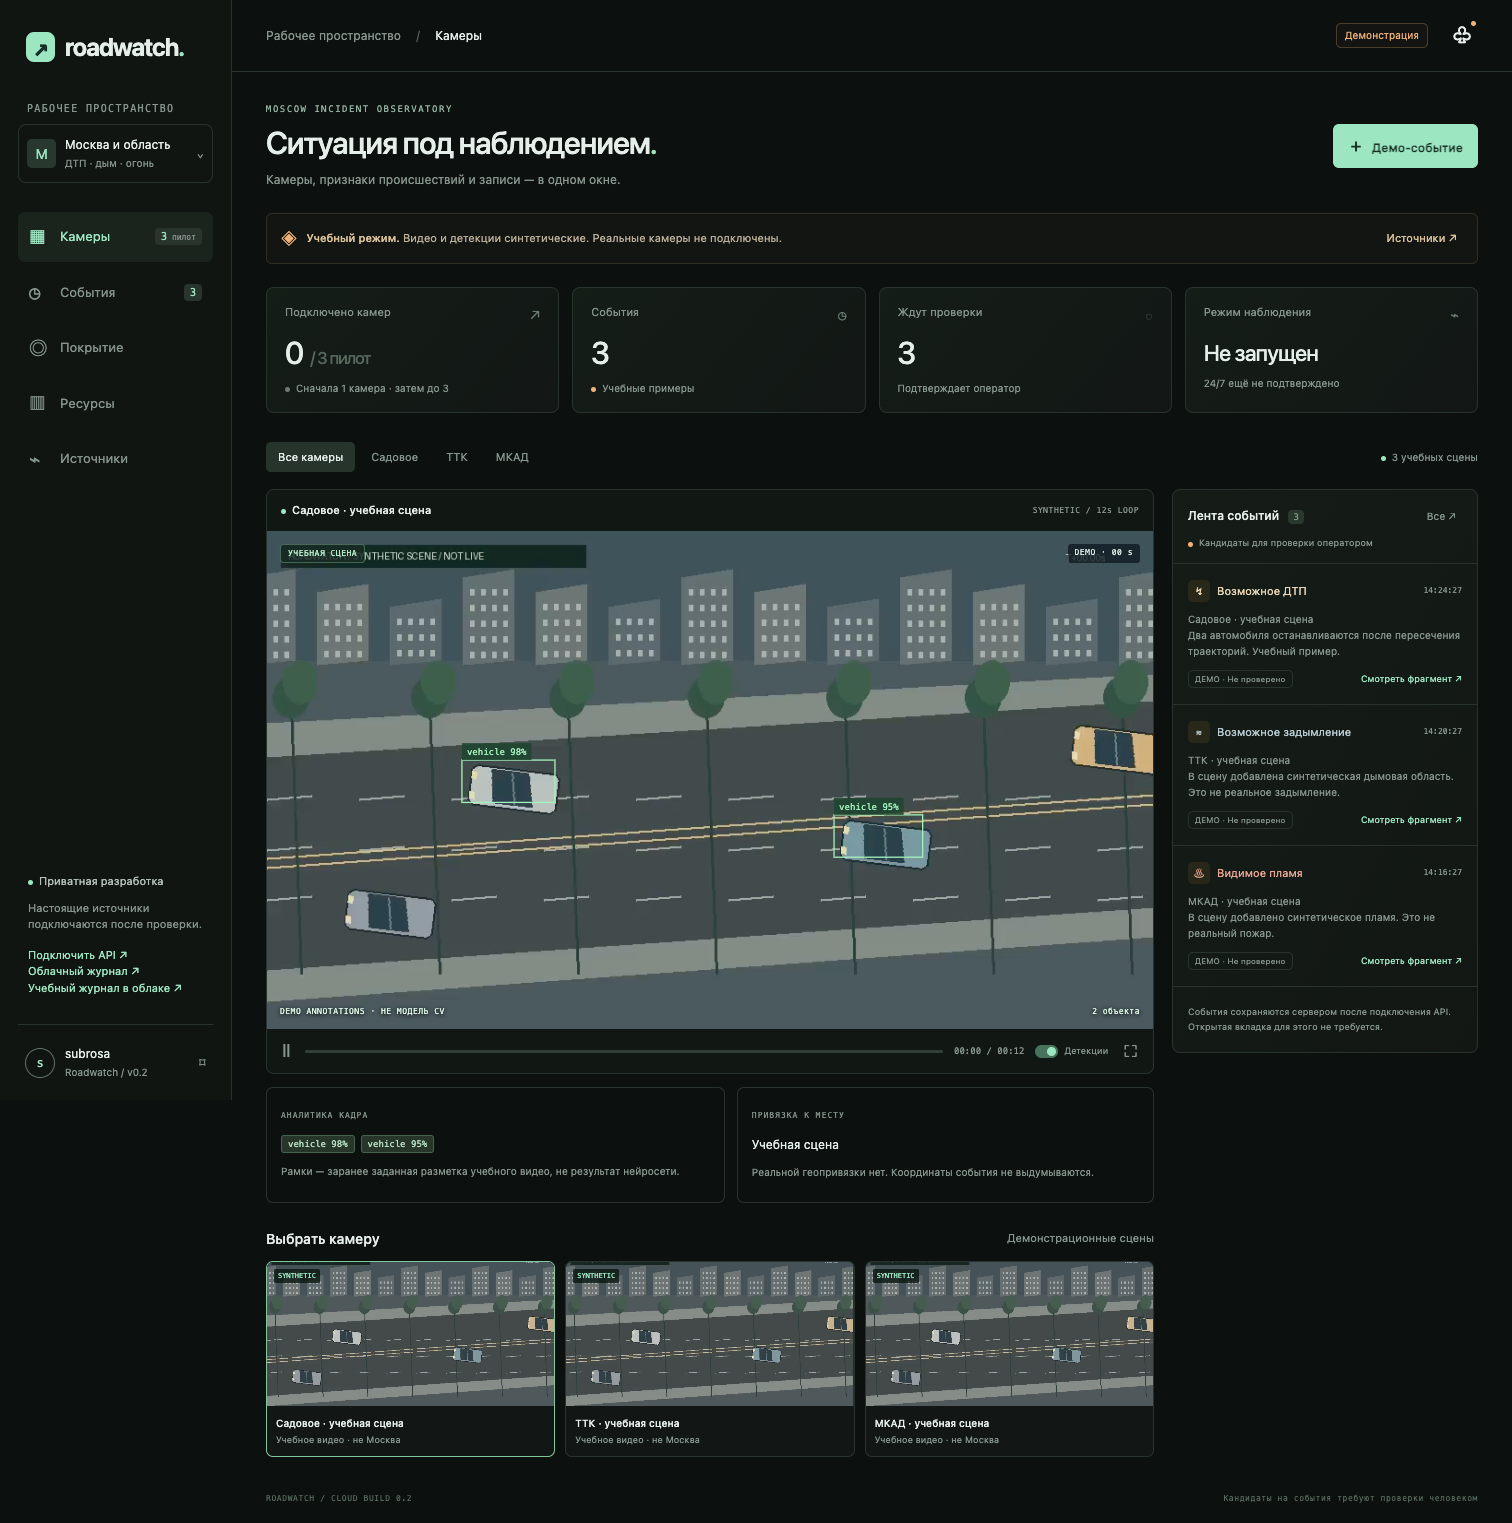 roadwatch.
РАБОЧЕЕ ПРОСТРАНСТВО
М
Москва и область
ДТП · дым · огонь
Камеры
3 пилот
События
3
Покрытие
Ресурсы
Источники
Приватная разработка
Настоящие источники
подключаются после проверки.
Подключить API ↗
Облачный журнал ↗
Учебный журнал в облаке ↗
S
subrosa
Roadwatch / v0.2
Рабочее пространство / Камеры
Демонстрация
MOSCOW INCIDENT OBSERVATORY
Ситуация под наблюдением.
Камеры, признаки происшествий и записи — в одном окне.
+ Демо-событие
Учебный режим. Видео и детекции синтетические. Реальные камеры не подключены.
Источники ↗
Подключено камер
0 / 3 пилот
Сначала 1 камера · затем до 3
События
3
Учебные примеры
Ждут проверки
3
Подтверждает оператор
Режим наблюдения
Не запущен
24/7 ещё не подтверждено
Все камеры
Садовое
ТТК
МКАД
3 учебных сцены
Садовое · учебная сцена
SYNTHETIC / 12s LOOP
УЧЕБНАЯ СЦЕНА
NTHETIC SCENE / NOT LIVE
DEMO · 00 s
vehicle 98%
vehicle 95%
DEMO ANNOTATIONS · НЕ МОДЕЛЬ CV
2 объекта
00:00 / 00:12
Детекции
АНАЛИТИКА КАДРА
vehicle 98%
vehicle 95%
Рамки — заранее заданная разметка учебного видео, не результат нейросети.
ПРИВЯЗКА К МЕСТУ
Учебная сцена
Реальной геопривязки нет. Координаты события не выдумываются.
Лента событий 3
Все ↗
Кандидаты для проверки оператором
Возможное ДТП
14:24:27
Садовое · учебная сцена
Два автомобиля останавливаются после пересечения
траекторий. Учебный пример.
ДЕМО · Не проверено
Смотреть фрагмент ↗
Возможное задымление
14:20:27
ТТК · учебная сцена
В сцену добавлена синтетическая дымовая область.
Это не реальное задымление.
ДЕМО · Не проверено
Смотреть фрагмент ↗
Видимое пламя
14:16:27
МКАД · учебная сцена
В сцену добавлено синтетическое пламя. Это не
реальный пожар.
ДЕМО · Не проверено
Смотреть фрагмент ↗
События сохраняются сервером после подключения API.
Открытая вкладка для этого не требуется.
Выбрать камеру
Демонстрационные сцены
SYNTHETIC
Садовое · учебная сцена
Учебное видео · не Москва
SYNTHETIC
ТТК · учебная сцена
Учебное видео · не Москва
SYNTHETIC
МКАД · учебная сцена
Учебное видео · не Москва
ROADWATCH / CLOUD BUILD 0.2
Кандидаты на события требуют проверки человеком